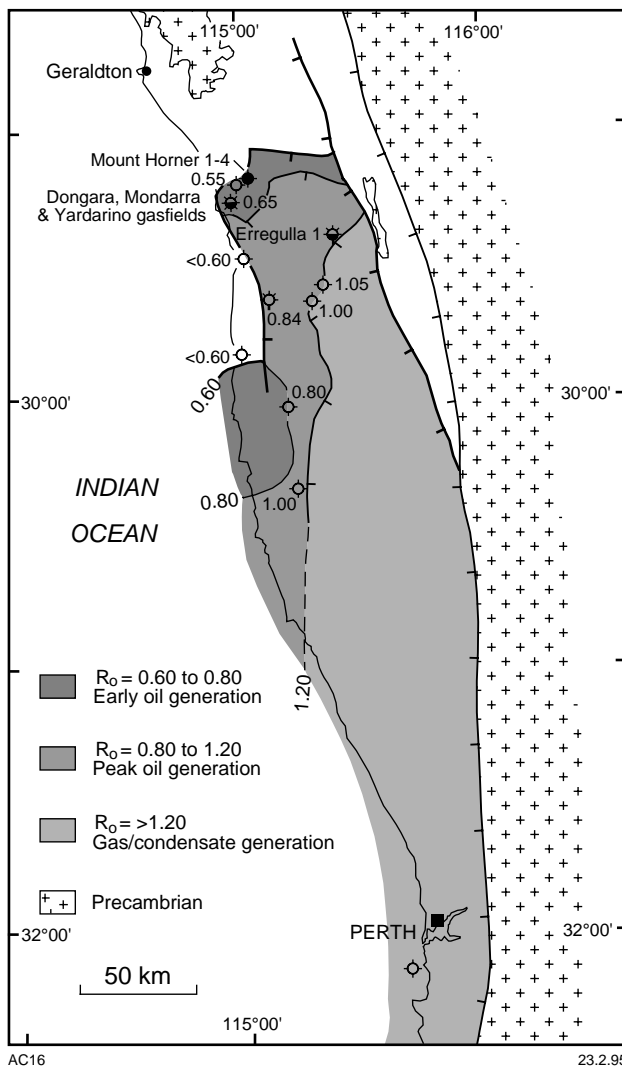 115°00'
116°00'
Geraldton
Mount Horner 1-4
0.55
Dongara, Mondarra
& Yardarino gasfields
0.65
Erregulla 1
<0.60
1.05
1.00
0.84
<0.60
0.60
0.80
30°00'
30°00'
INDIAN
OCEAN
0.80
1.00
1.20
Ro = 0.60 to 0.80
Early oil generation
Ro = 0.80 to 1.20
Peak oil generation
Ro = >1.20
Gas/condensate generation
Precambrian
PERTH
32°00'
32°00'
50 km
115°00'
AC16
23.2.95